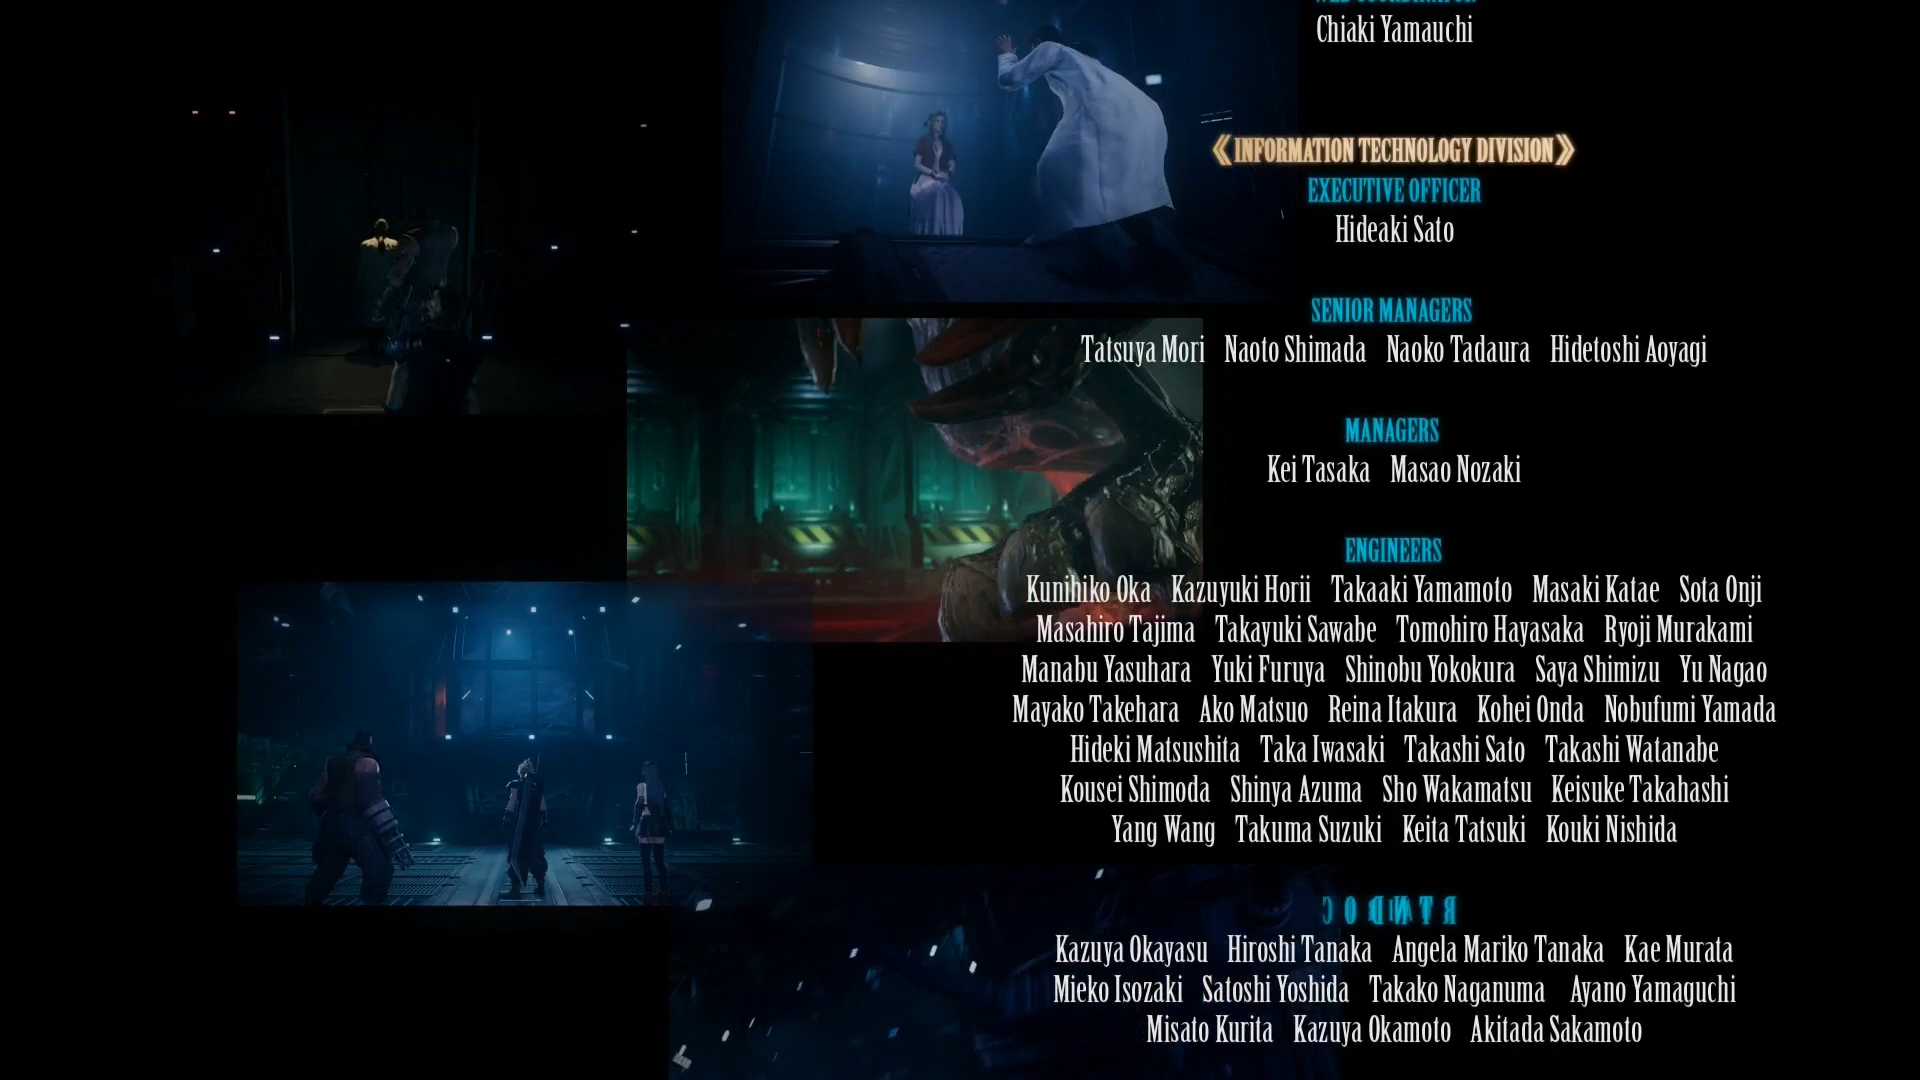 Chiaki Yamauchi
《INFORMATION TECHNOLOGY DIVISION》
EXECUTIVE OFFICER
Hideaki Sato
SENIOR MANAGERS
Tatsuya Mori Naoto Shimada Naoko Tadaura Hidetoshi Aoyagi
MANAGERS
Kei Tasaka Masao Nozaki
ENGINEERS
Kunihiko Oka Kazuyuki Horii Takaaki Yamamoto Masaki Katae Sota Onji
Masahiro Tajima Takayuki Sawabe Tomohiro Hayasaka Ryoji Murakami
Manabu Yasuhara Yuki Furuya Shinobu Yokokura Saya Shimizu Yu Nagao
Mayako Takehara Ako Matsuo Reina Itakura Kohei Onda Nobufumi Yamada
Hideki Matsushita Taka Iwasaki Takashi Sato Takashi Watanabe
Kousei Shimoda Shinya Azuma Sho Wakamatsu Keisuke Takahashi
Yang Wang Takuma Suzuki Keita Tatsuki Kouki Nishida
Kazuya Okayasu Hiroshi Tanaka Angela Mariko Tanaka Kae Murata
Mieko Isozaki Satoshi Yoshida Takako Naganuma Ayano Yamaguchi
Misato Kurita Kazuya Okamoto Akitada Sakamoto